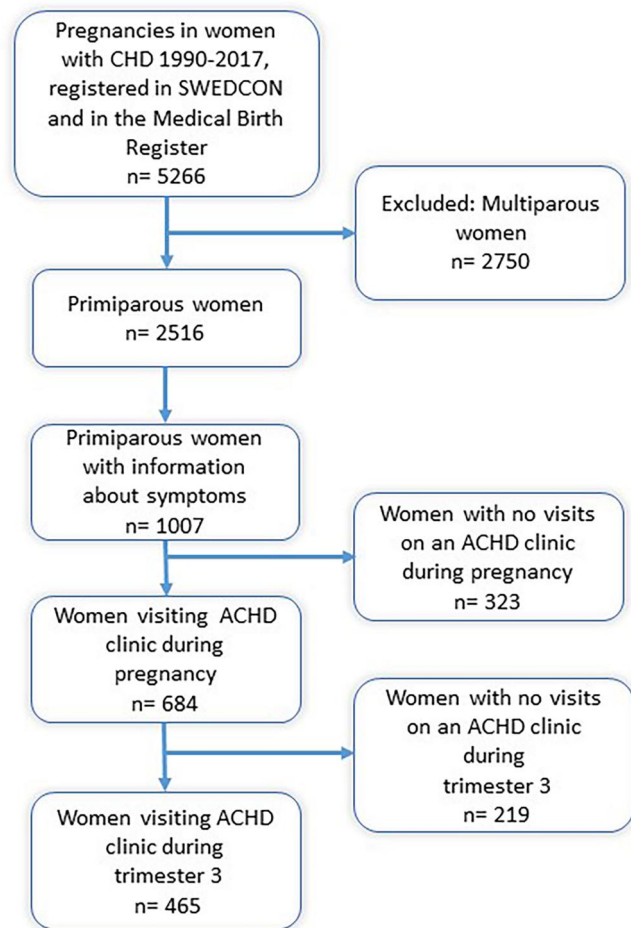 Pregnancies in women
with CHD 1990-2017,
registered in SWEDCON
and in the Medical Birth
Register
n= 5266
Excluded: Multiparous
women
n= 2750
Primiparous women
n= 2516
Primiparous women
with information
about symptoms
n= 1007
Women with no visits
on an ACHD clinic
during pregnancy
n= 323
Women visiting ACHD
clinic during
pregnancy
n= 684
Women with no visits
on an ACHD clinic
during
trimester 3
n= 219
Women visiting ACHD
clinic during
trimester 3
n= 465